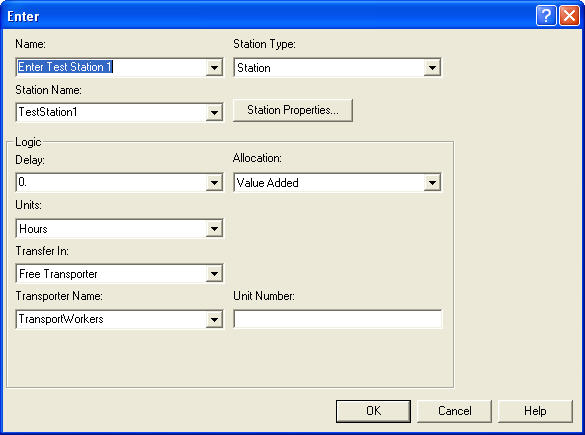 Enter
Name:
Station Type:
Enter Test Station 1
Station
Station Name:
TestStation1
Station Properties...
Logic
Delay:
Allocation:
0.
Value Added
Units:
Hours
Transfer In:
Free Transporter
Transporter Name:
Unit Number:
TransportWorkers
OK
Cancel
Help